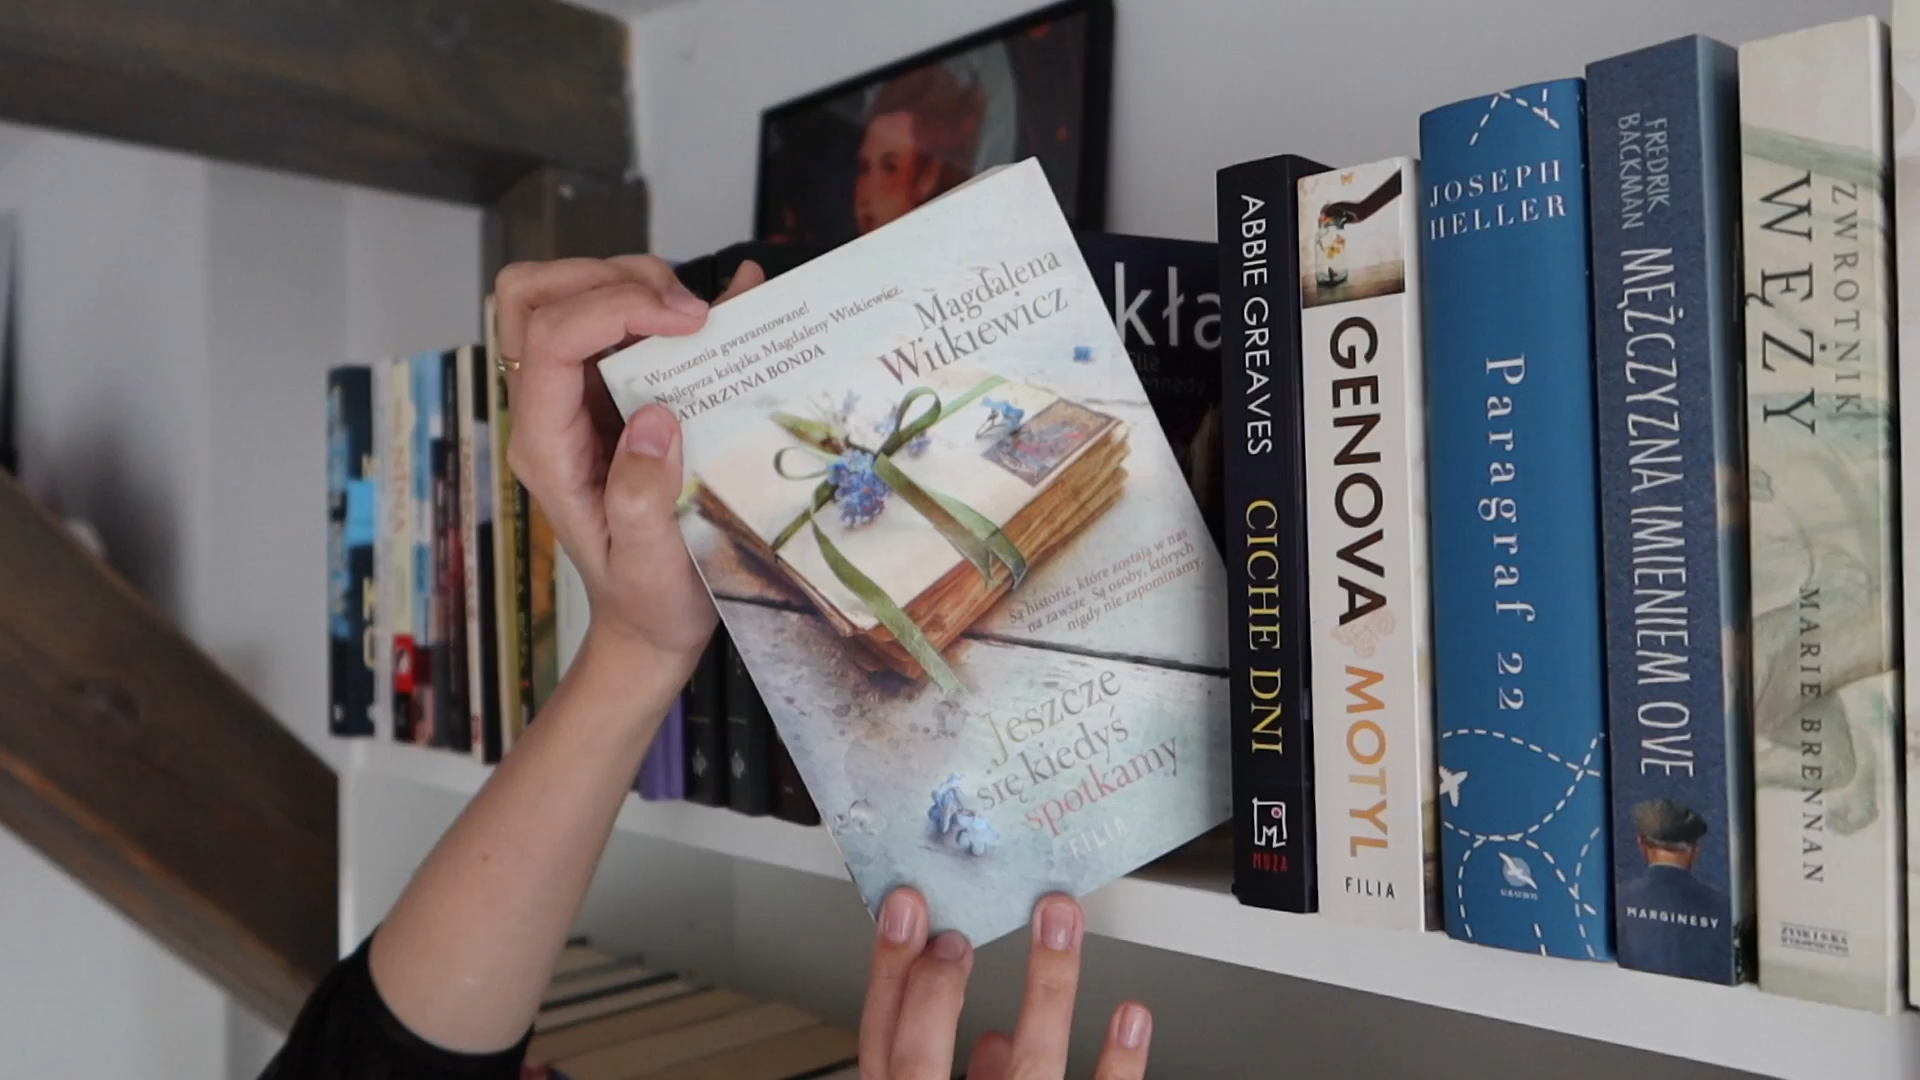 Wzruszenia gwarantowane!
Najlepsza książka Magdaleny Witkiewicz.
KATARZYNA BONDA
Magdalena
Witkiewicz
Są historie, które zostają w nas
na zawsze. Są osoby, których
nigdy nie zapominamy.
Jeszcze
się kiedyś
spotkamy
FILIA
kła
ABBIE GREAVES CICHE DNI
MUZA
GENOVA MOTYL
FILIA
JOSEPH
HELLER
Paragraf 22
FREDRIK
BACKMAN
MĘŻCZYZNA IMIENIEM OVE
MARGINESY
ZWROTNIK
WĘŻY
MARIE BRENNAN